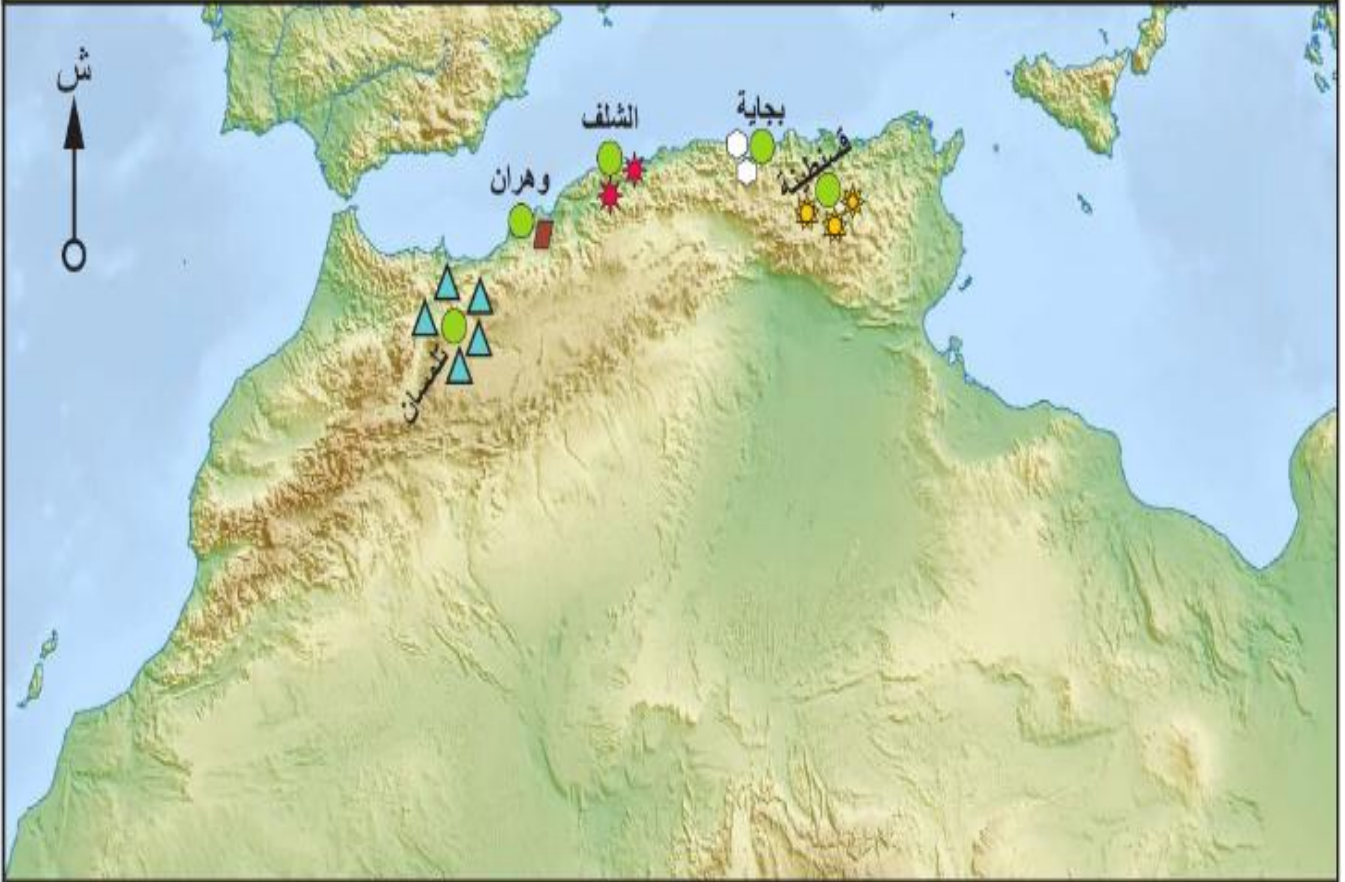 ش
بجاية
الشلف
قسنطينة
وهران
تلمسان